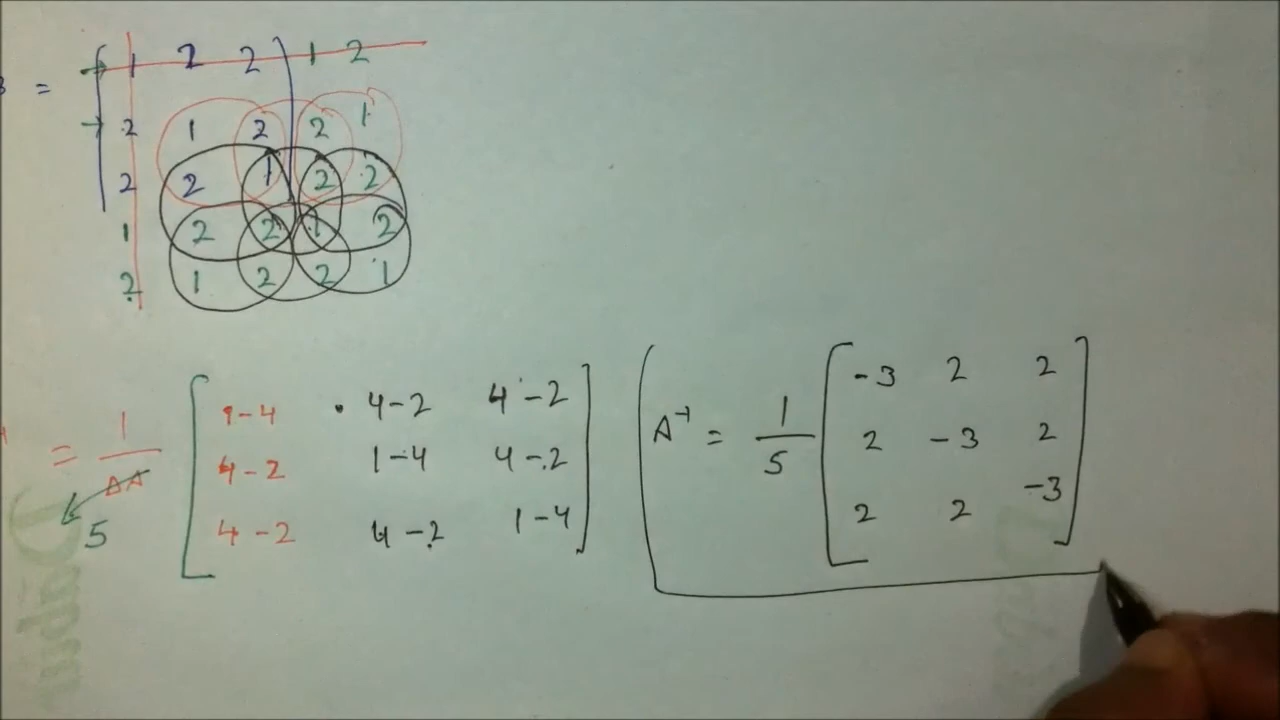 = 1 2 2 1 2
2 1 2 2 1
2 2 1 2 2
1 2 2 1 2
2 1 2 2 1
= 1/ΔA [ 1-4 4-2 4-2
4-2 1-4 4-2
4-2 4-2 1-4 ]
5
A⁻¹ = 1/5 [ -3 2 2
2 -3 2
2 2 -3 ]